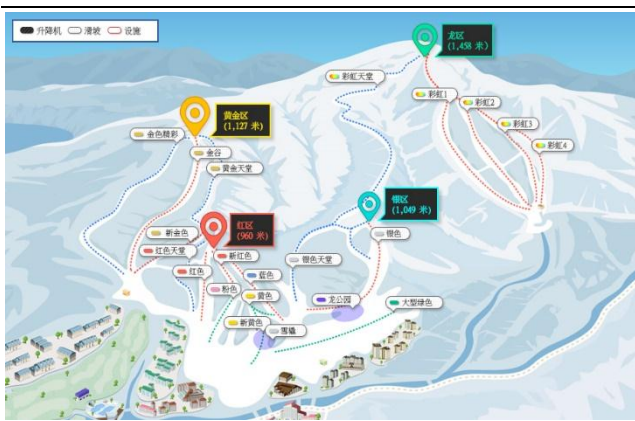 升降机 滑坡 设施
龙区
(1,458 米)
彩虹天堂
彩虹1
彩虹2
彩虹3
彩虹4
黄金区
(1,127 米)
金色精彩
金谷
黄金天堂
银区
(1,049 米)
新金色
红区
(960 米)
银色
红色天堂
新红色
银色天堂
红色
蓝色
粉色
黄色
龙公园
大型绿色
新黄色
雪橇